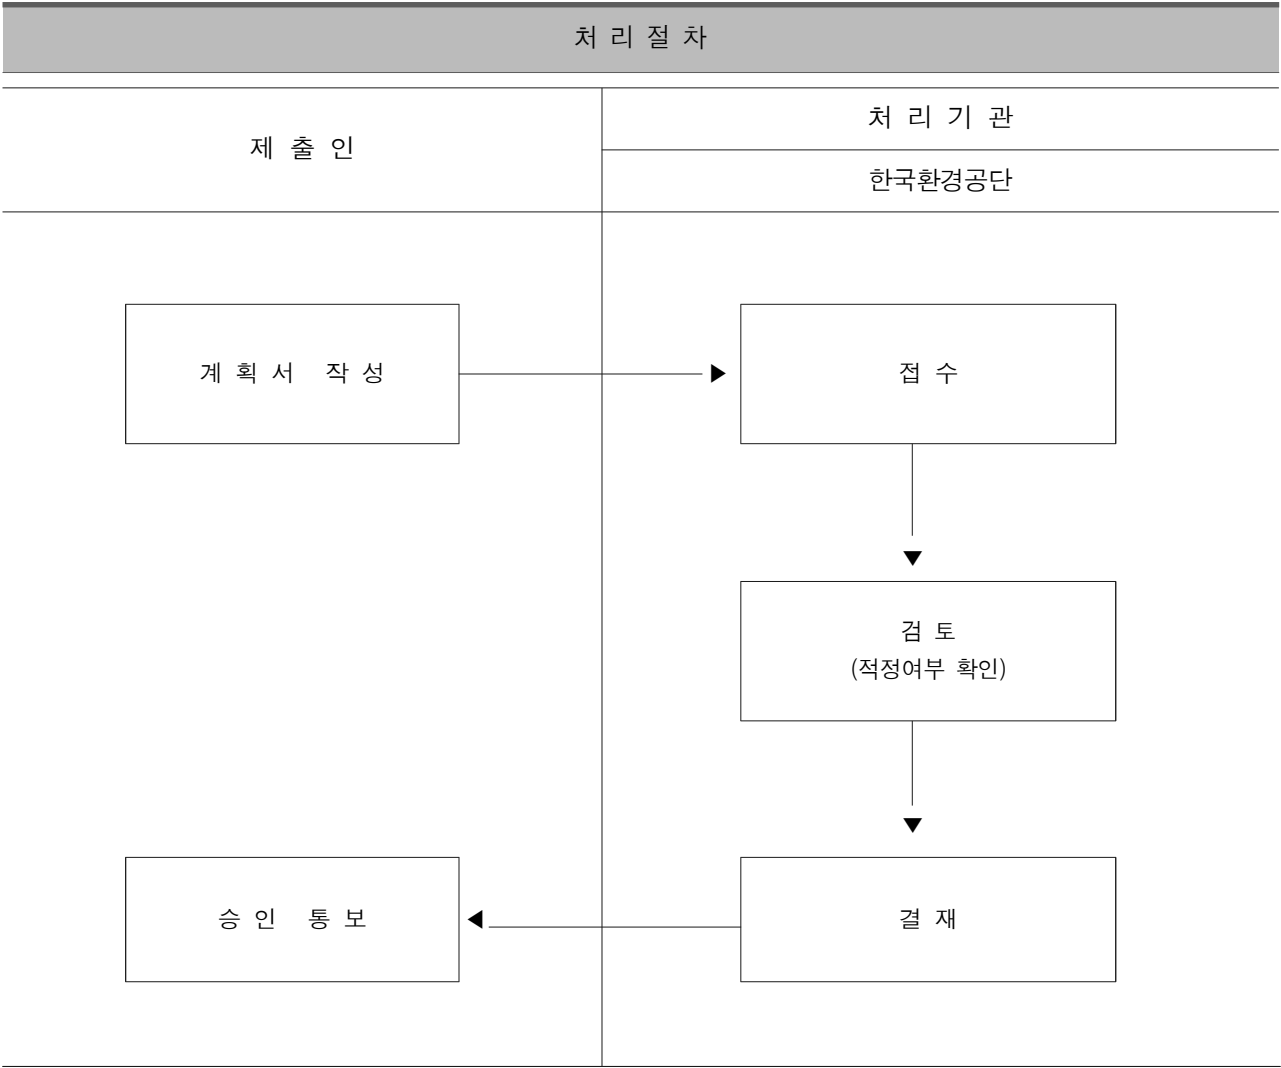 처 리 절 차
제 출 인
처 리 기 관
한국환경공단
계 획 서 작 성
접 수
검 토
(적정여부 확인)
승 인 통 보
결 재